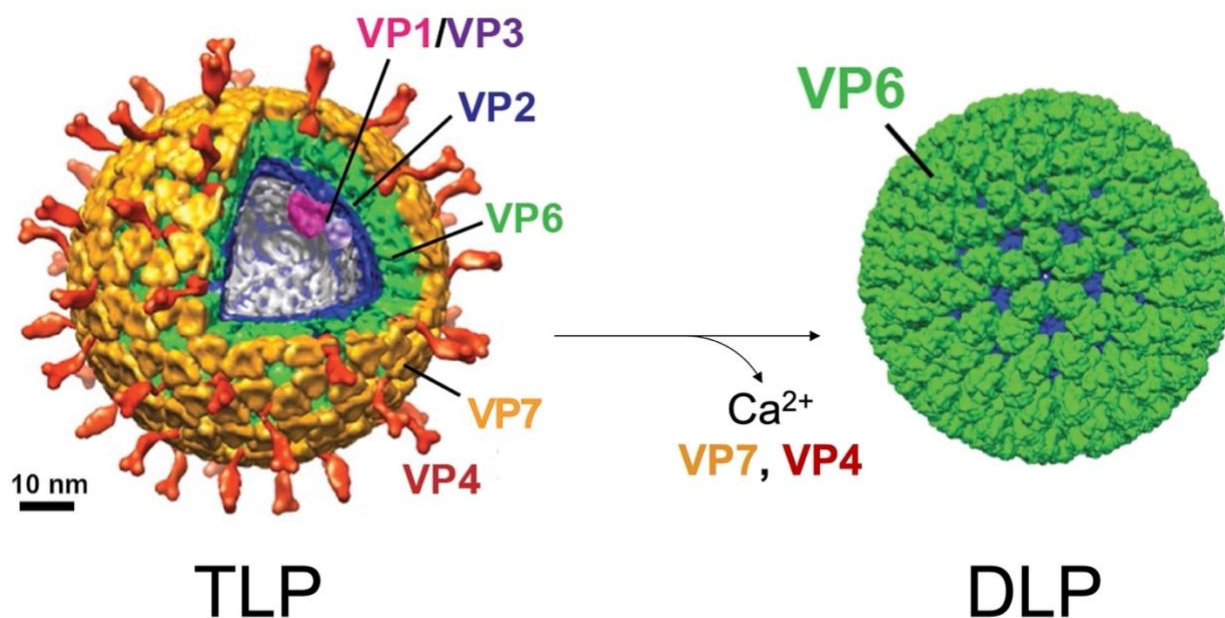 VP1/VP3
VP2
VP6
VP7
VP4
10 nm
TLP
Ca²⁺
VP7, VP4
VP6
DLP